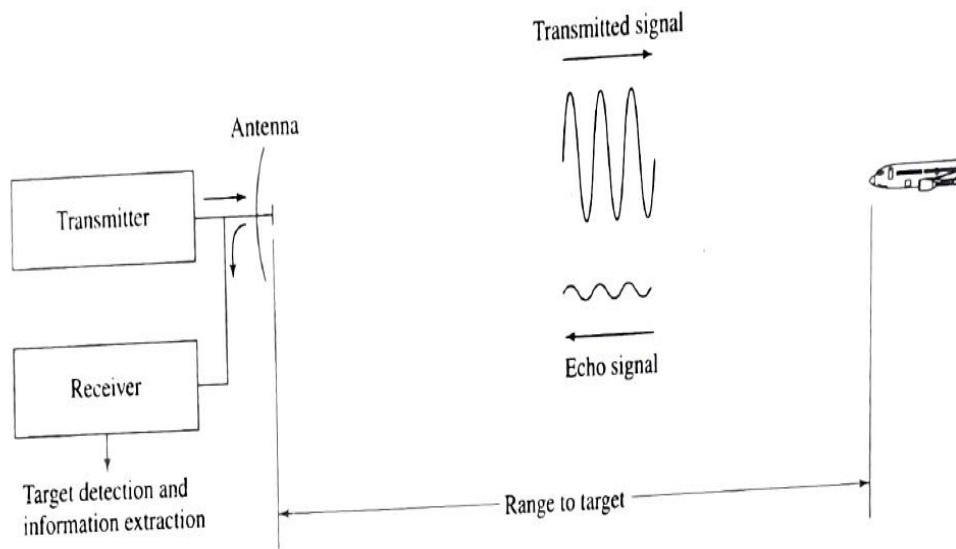 Transmitted signal
Antenna
Transmitter
Echo signal
Receiver
Target detection and
information extraction
Range to target